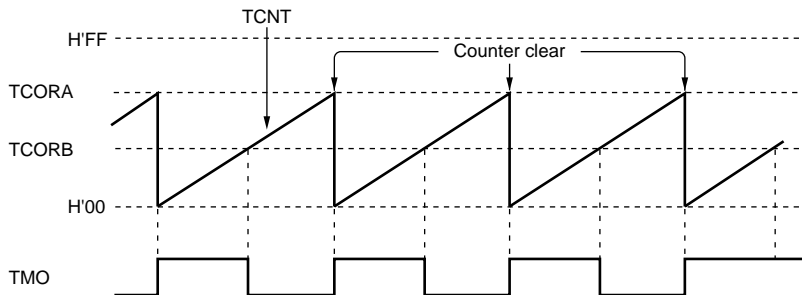 TCNT
H'FF
Counter clear
TCORA
TCORB
H'00
TMO